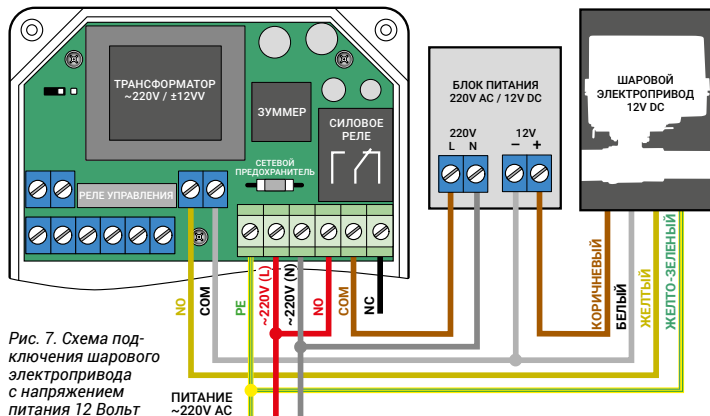 ТРАНСФОРМАТОР
~220V / ±12VV
ЗУММЕР
СИЛОВОЕ
РЕЛЕ
СЕТЕВОЙ
ПРЕДОХРАНИТЕЛЬ
РЕЛЕ УПРАВЛЕНИЯ
БЛОК ПИТАНИЯ
220V AC / 12V DC
220V
L N
12V
− +
ШАРОВОЙ
ЭЛЕКТРОПРИВОД
12V DC
NO
COM
PE
~220V (L)
~220V (N)
NO
COM
NC
КОРИЧНЕВЫЙ
БЕЛЫЙ
ЖЕЛТЫЙ
ЖЕЛТО-ЗЕЛЕНЫЙ
Рис. 7. Схема под-
ключения шарового
электропривода
с напряжением
питания 12 Вольт
ПИТАНИЕ
~220V AC